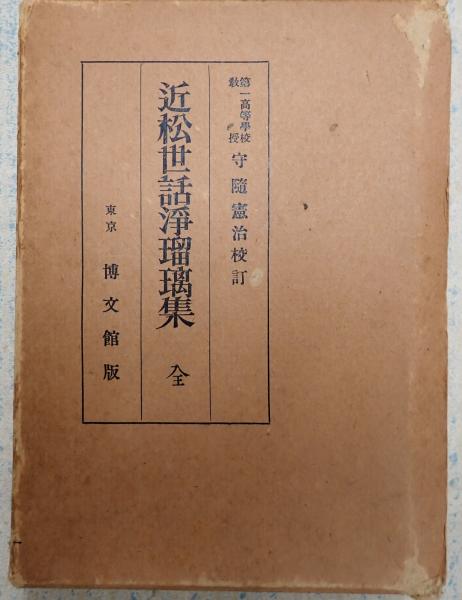 第一高等學校教授 守隨憲治校訂
近松世話淨瑠璃集 全
東京 博文館版